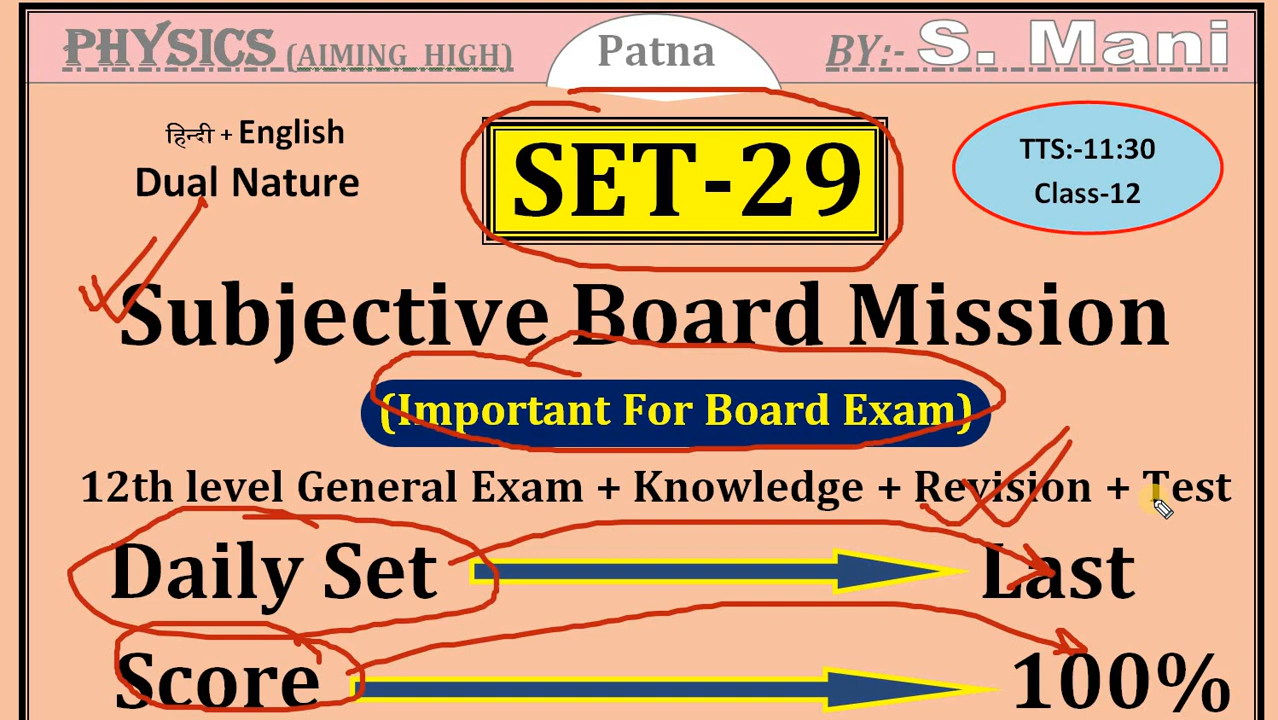 PHYSICS (AIMING HIGH) Patna BY:- S. Mani
हिन्दी + English
Dual Nature
SET-29
TTS:-11:30
Class-12
Subjective Board Mission
(Important For Board Exam)
12th level General Exam + Knowledge + Revision + Test
Daily Set Last
Score 100%